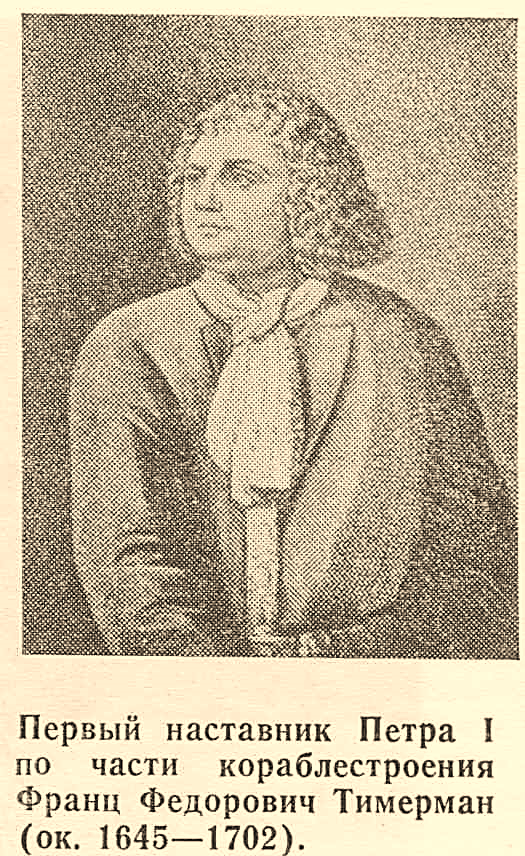 Первый наставник Петра I
по части кораблестроения
Франц Федорович Тимерман
(ок. 1645—1702).